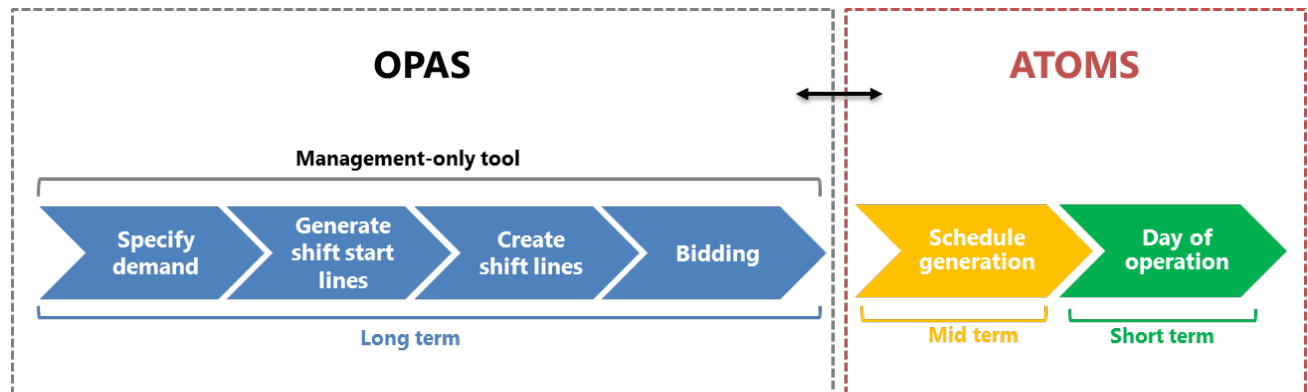 OPAS
ATOMS
Management-only tool
Specify
demand
Generate
shift start
lines
Create
shift lines
Bidding
Schedule
generation
Day of
operation
Long term
Mid term
Short term